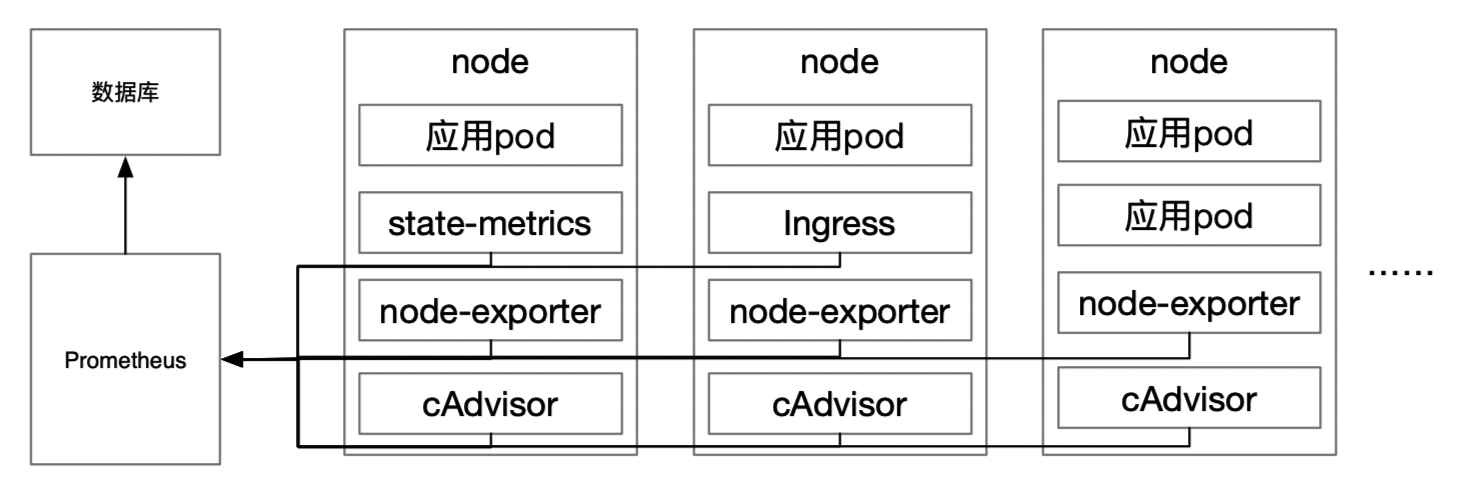 数据库
Prometheus
node
应用pod
state-metrics
node-exporter
cAdvisor
node
应用pod
Ingress
node-exporter
cAdvisor
node
应用pod
应用pod
node-exporter
cAdvisor
......